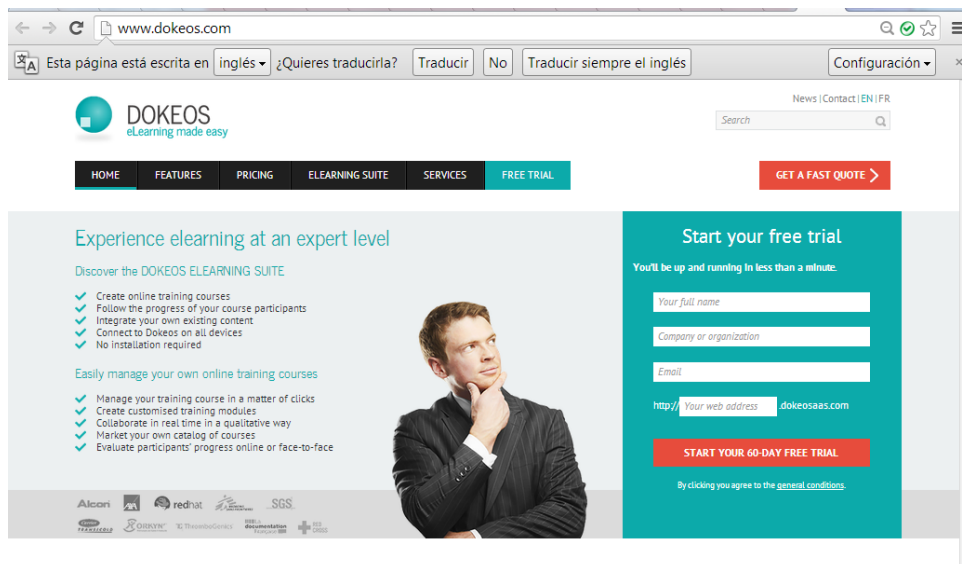 www.dokeos.com
Esta página está escrita en inglés ¿Quieres traducirla? Traducir No Traducir siempre el inglés Configuración
News | Contact | EN | FR
DOKEOS
eLearning made easy
Search
HOME FEATURES PRICING ELEARNING SUITE SERVICES FREE TRIAL GET A FAST QUOTE
Experience elearning at an expert level
Discover the DOKEOS ELEARNING SUITE
Create online training courses
Follow the progress of your course participants
Integrate your own existing content
Connect to Dokeos on all devices
No installation required
Easily manage your own online training courses
Manage your training course in a matter of clicks
Create customised training modules
Collaborate in real time in a qualitative way
Market your own catalog of courses
Evaluate participants' progress online or face-to-face
Start your free trial
You'll be up and running in less than a minute.
Your full name
Company or organization
Email
http:// Your web address .dokeosaas.com
START YOUR 60-DAY FREE TRIAL
By clicking you agree to the general conditions.
Alcon AXA redhat SGS
Carrier ORKYN' ThromboGenics documentation RED CROSS